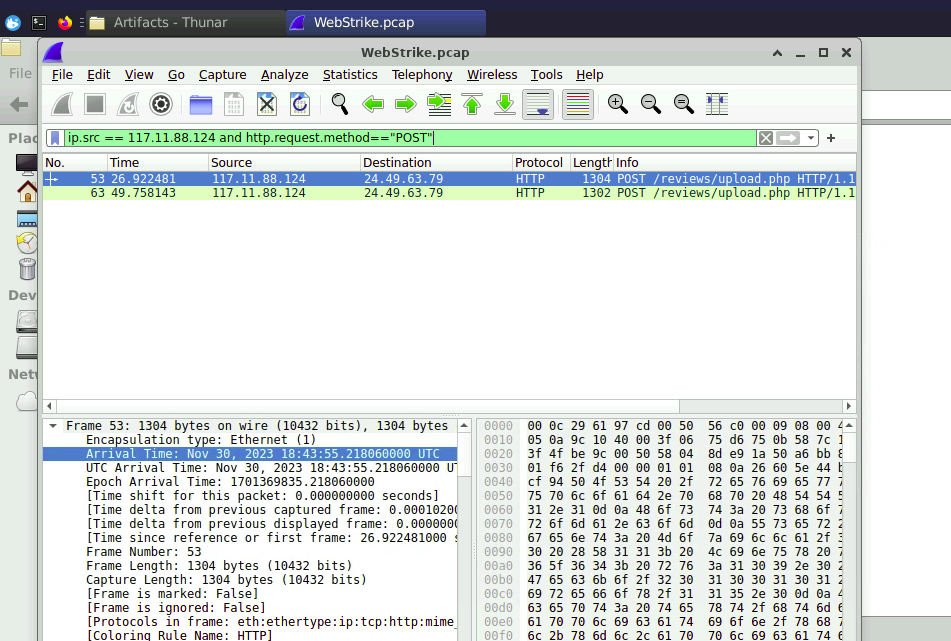 Artifacts - Thunar
WebStrike.pcap
WebStrike.pcap
File
File Edit View Go Capture Analyze Statistics Telephony Wireless Tools Help
Plac
ip.src == 117.11.88.124 and http.request.method=="POST"
No. Time Source Destination Protocol Length Info
53 26.922481 117.11.88.124 24.49.63.79 HTTP 1304 POST /reviews/upload.php HTTP/1.1
63 49.758143 117.11.88.124 24.49.63.79 HTTP 1302 POST /reviews/upload.php HTTP/1.1
Dev
Netw
Frame 53: 1304 bytes on wire (10432 bits), 1304 bytes
Encapsulation type: Ethernet (1)
Arrival Time: Nov 30, 2023 18:43:55.218060000 UTC
UTC Arrival Time: Nov 30, 2023 18:43:55.218060000 UT
Epoch Arrival Time: 1701369835.218060000
[Time shift for this packet: 0.000000000 seconds]
[Time delta from previous captured frame: 0.00010200
[Time delta from previous displayed frame: 0.0000000
[Time since reference or first frame: 26.922481000 s
Frame Number: 53
Frame Length: 1304 bytes (10432 bits)
Capture Length: 1304 bytes (10432 bits)
[Frame is marked: False]
[Frame is ignored: False]
[Protocols in frame: eth:ethertype:ip:tcp:http:mime_
[Coloring Rule Name: HTTP]
0000 00 0c 29 61 97 cd 00 50 56 c0 00 09 08 00 4
0010 05 0a 9c 10 40 00 3f 06 75 d6 75 0b 58 7c 1
0020 3f 4f be 9c 00 50 58 04 8d e9 1a 50 a6 bb 8
0030 01 f6 2f d4 00 00 01 01 08 0a 26 60 5e 44 b
0040 cf 94 50 4f 53 54 20 2f 72 65 76 69 65 77 7
0050 75 70 6c 6f 61 64 2e 70 68 70 20 48 54 54 5
0060 31 2e 31 0d 0a 48 6f 73 74 3a 20 73 68 6f 7
0070 72 6f 6d 61 2e 63 6f 6d 0d 0a 55 73 65 72 2
0080 67 65 6e 74 3a 20 4d 6f 7a 69 6c 6c 61 2f 3
0090 30 20 28 58 31 31 3b 20 4c 69 6e 75 78 20 7
00a0 36 5f 36 34 3b 20 72 76 3a 31 30 39 2e 30 2
00b0 47 65 63 6b 6f 2f 32 30 31 30 30 31 30 31 2
00c0 69 72 65 66 6f 78 2f 31 31 35 2e 30 0d 0a 4
00d0 63 65 70 74 3a 20 74 65 78 74 2f 68 74 6d 6
00e0 61 70 70 6c 69 63 61 74 69 6f 6e 2f 78 68 7
00f0 6c 2b 78 6d 6c 2c 61 70 70 6c 69 63 61 74 6